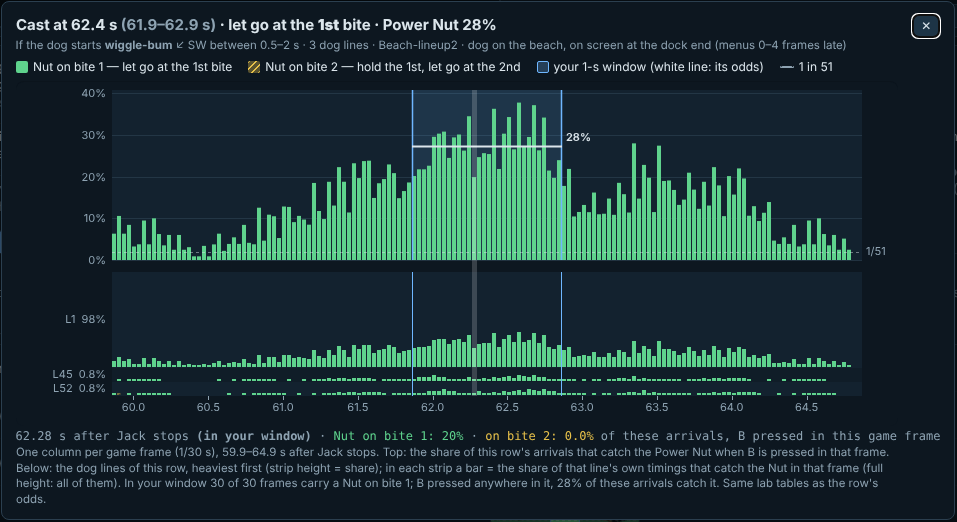 Cast at 62.4 s (61.9–62.9 s) · let go at the 1st bite · Power Nut 28%
×
If the dog starts wiggle-bum ↙ SW between 0.5–2 s · 3 dog lines · Beach-lineup2 · dog on the beach, on screen at the dock end (menus 0–4 frames late)
Nut on bite 1 — let go at the 1st bite Nut on bite 2 — hold the 1st, let go at the 2nd your 1-s window (white line: its odds) 1 in 51
40%
30%
28%
20%
10%
1/51
0%
L1 98%
L45 0.8%
L52 0.8%
60.0 60.5 61.0 61.5 62.0 62.5 63.0 63.5 64.0 64.5
62.28 s after Jack stops (in your window) · Nut on bite 1: 20% · on bite 2: 0.0% of these arrivals, B pressed in this game frame
One column per game frame (1/30 s), 59.9–64.9 s after Jack stops. Top: the share of this row's arrivals that catch the Power Nut when B is pressed in that frame.
Below: the dog lines of this row, heaviest first (strip height = share); in each strip a bar = the share of that line's own timings that catch the Nut in that frame (full
height: all of them). In your window 30 of 30 frames carry a Nut on bite 1; B pressed anywhere in it, 28% of these arrivals catch it. Same lab tables as the row's
odds.